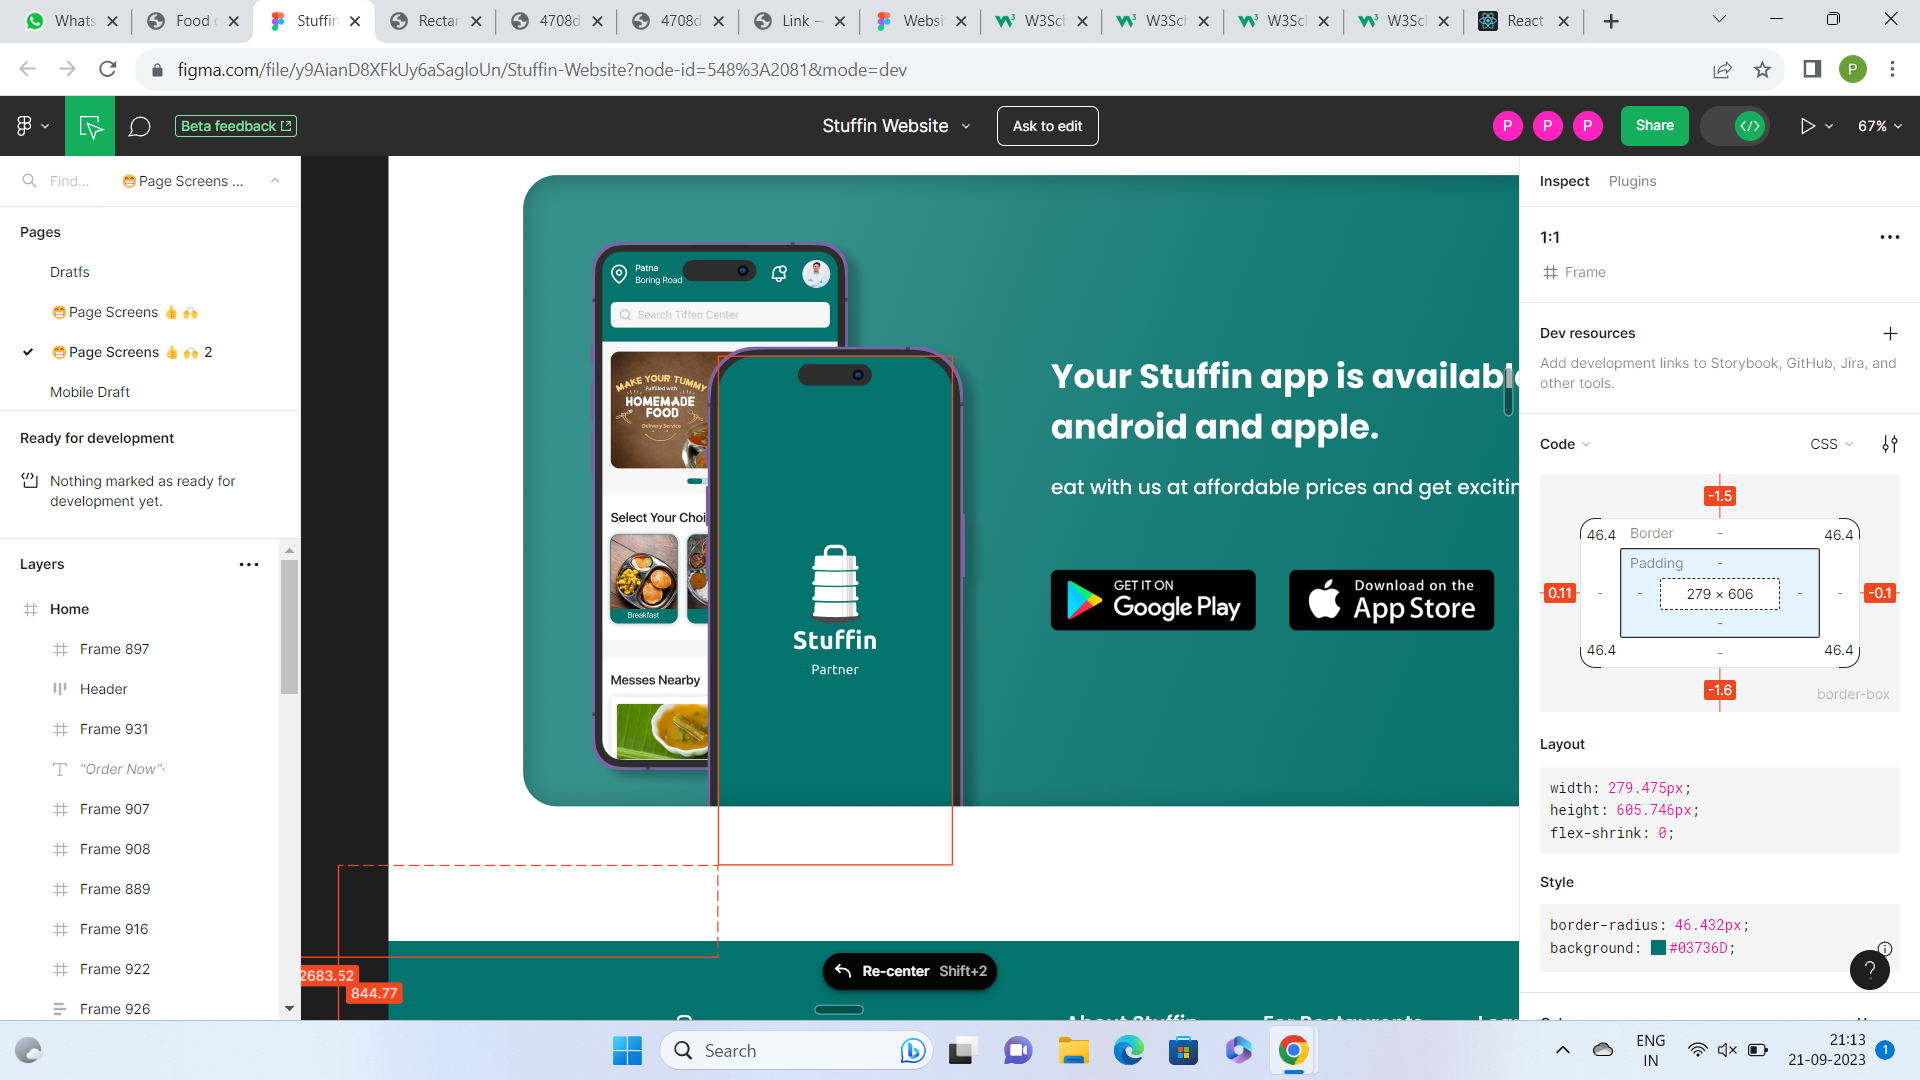 Whats
Food
Stuffin
Rectar
4708d
4708d
Link
Websi
W3Sc
W3Sc
W3Sc
W3Sc
React
figma.com/file/y9AianD8XFkUy6aSagloUn/Stuffin-Website?node-id=548%3A2081&mode=dev
P
Beta feedback
Stuffin Website
Ask to edit
P P P
Share
67%
Find...
😁Page Screens ...
Pages
Dratfs
😁Page Screens 👍 🙌
😁Page Screens 👍 🙌 2
Mobile Draft
Ready for development
Nothing marked as ready for
development yet.
Layers
Home
Frame 897
Header
Frame 931
"Order Now"
Frame 907
Frame 908
Frame 889
Frame 916
Frame 922
Frame 926
Patna
Boring Road
Search Tiffen Center
MAKE YOUR TUMMY
Fulfilled with
HOMEMADE
FOOD
Delivery Service
Select Your Choi
Breakfast
Messes Nearby
Stuffin
Partner
Your Stuffin app is available
android and apple.
eat with us at affordable prices and get excitin
GET IT ON
Google Play
Download on the
App Store
2683.52
844.77
Re-center Shift+2
About Stuffin
For Restaurants
Inspect
Plugins
1:1
Frame
Dev resources
Add development links to Storybook, GitHub, Jira, and
other tools.
Code
CSS
-1.5
46.4
Border
-
46.4
Padding
-
0.11
-
-
279 × 606
-
-
-0.1
-
46.4
-
46.4
-1.6
border-box
Layout
width: 279.475px;
height: 605.746px;
flex-shrink: 0;
Style
border-radius: 46.432px;
background: #03736D;
?
Search
ENG
IN
21:13
21-09-2023
1